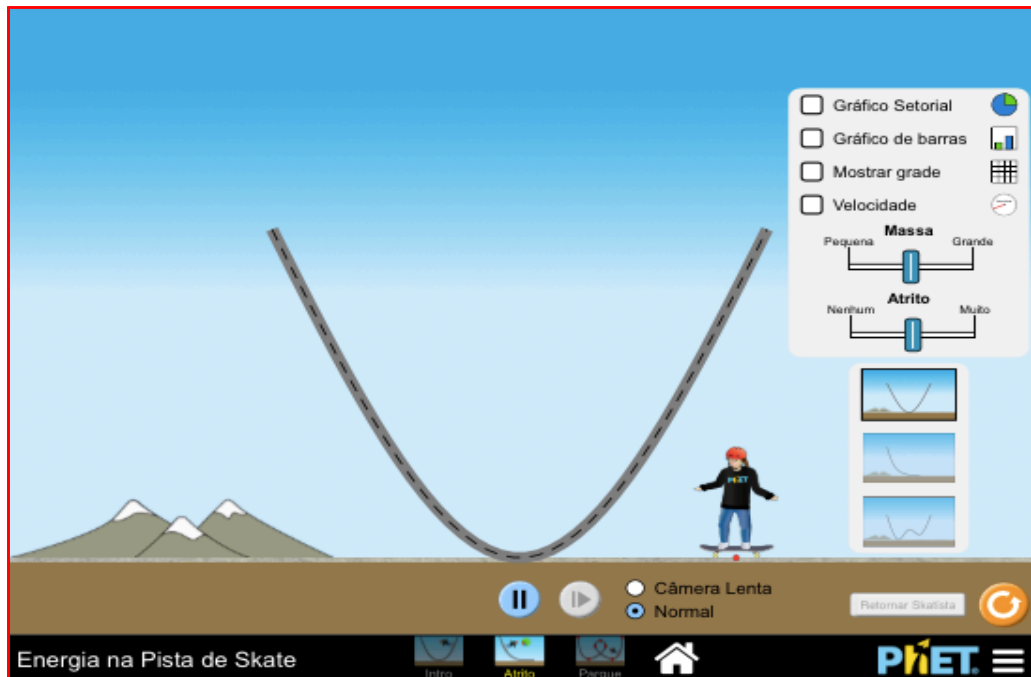 Gráfico Setorial
Gráfico de barras
Mostrar grade
Velocidade
Massa
Pequena
Grande
Atrito
Nenhum
Muito
PhET
Câmera Lenta
Normal
Retornar Skatista
Energia na Pista de Skate
Intro
Atrito
Parque
PhET